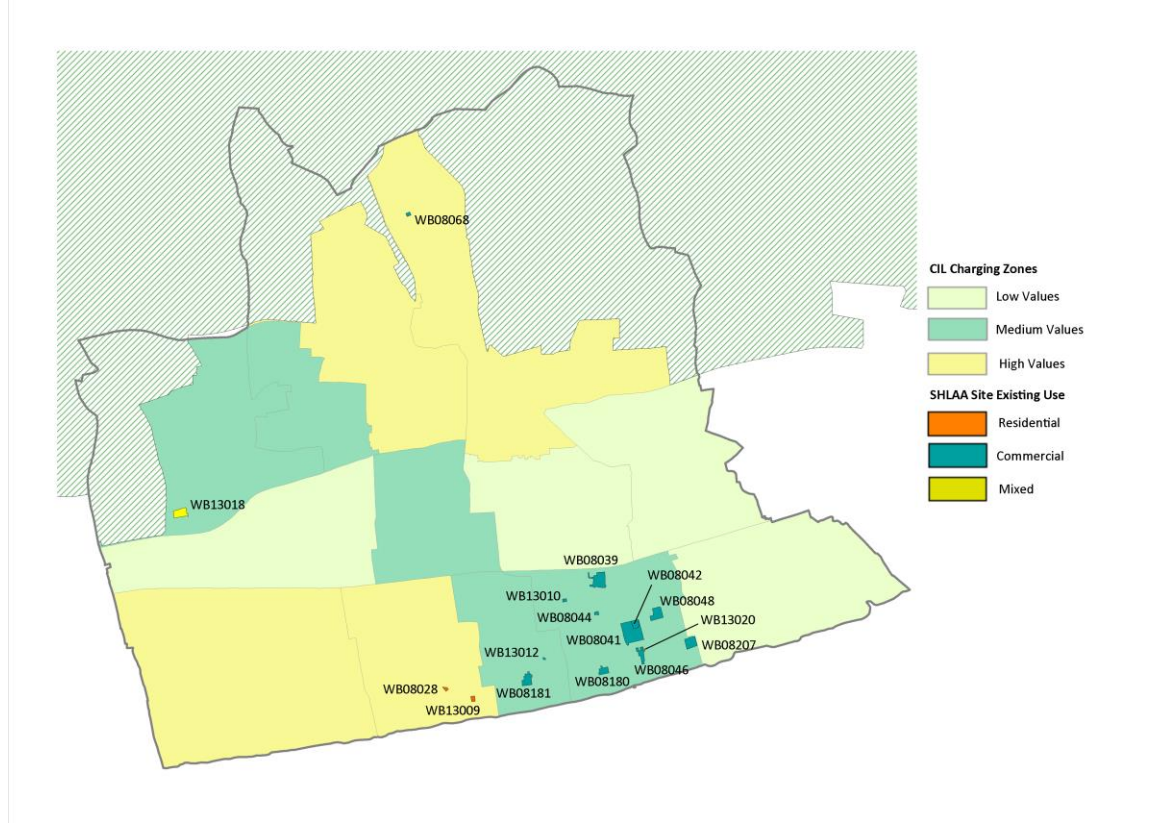 WB08068
CIL Charging Zones
Low Values
Medium Values
High Values
SHLAA Site Existing Use
Residential
Commercial
Mixed
WB13018
WB08039
WB08042
WB13010
WB08048
WB08044
WB13020
WB08041
WB08207
WB13012
WB08046
WB08180
WB08028
WB08181
WB13009